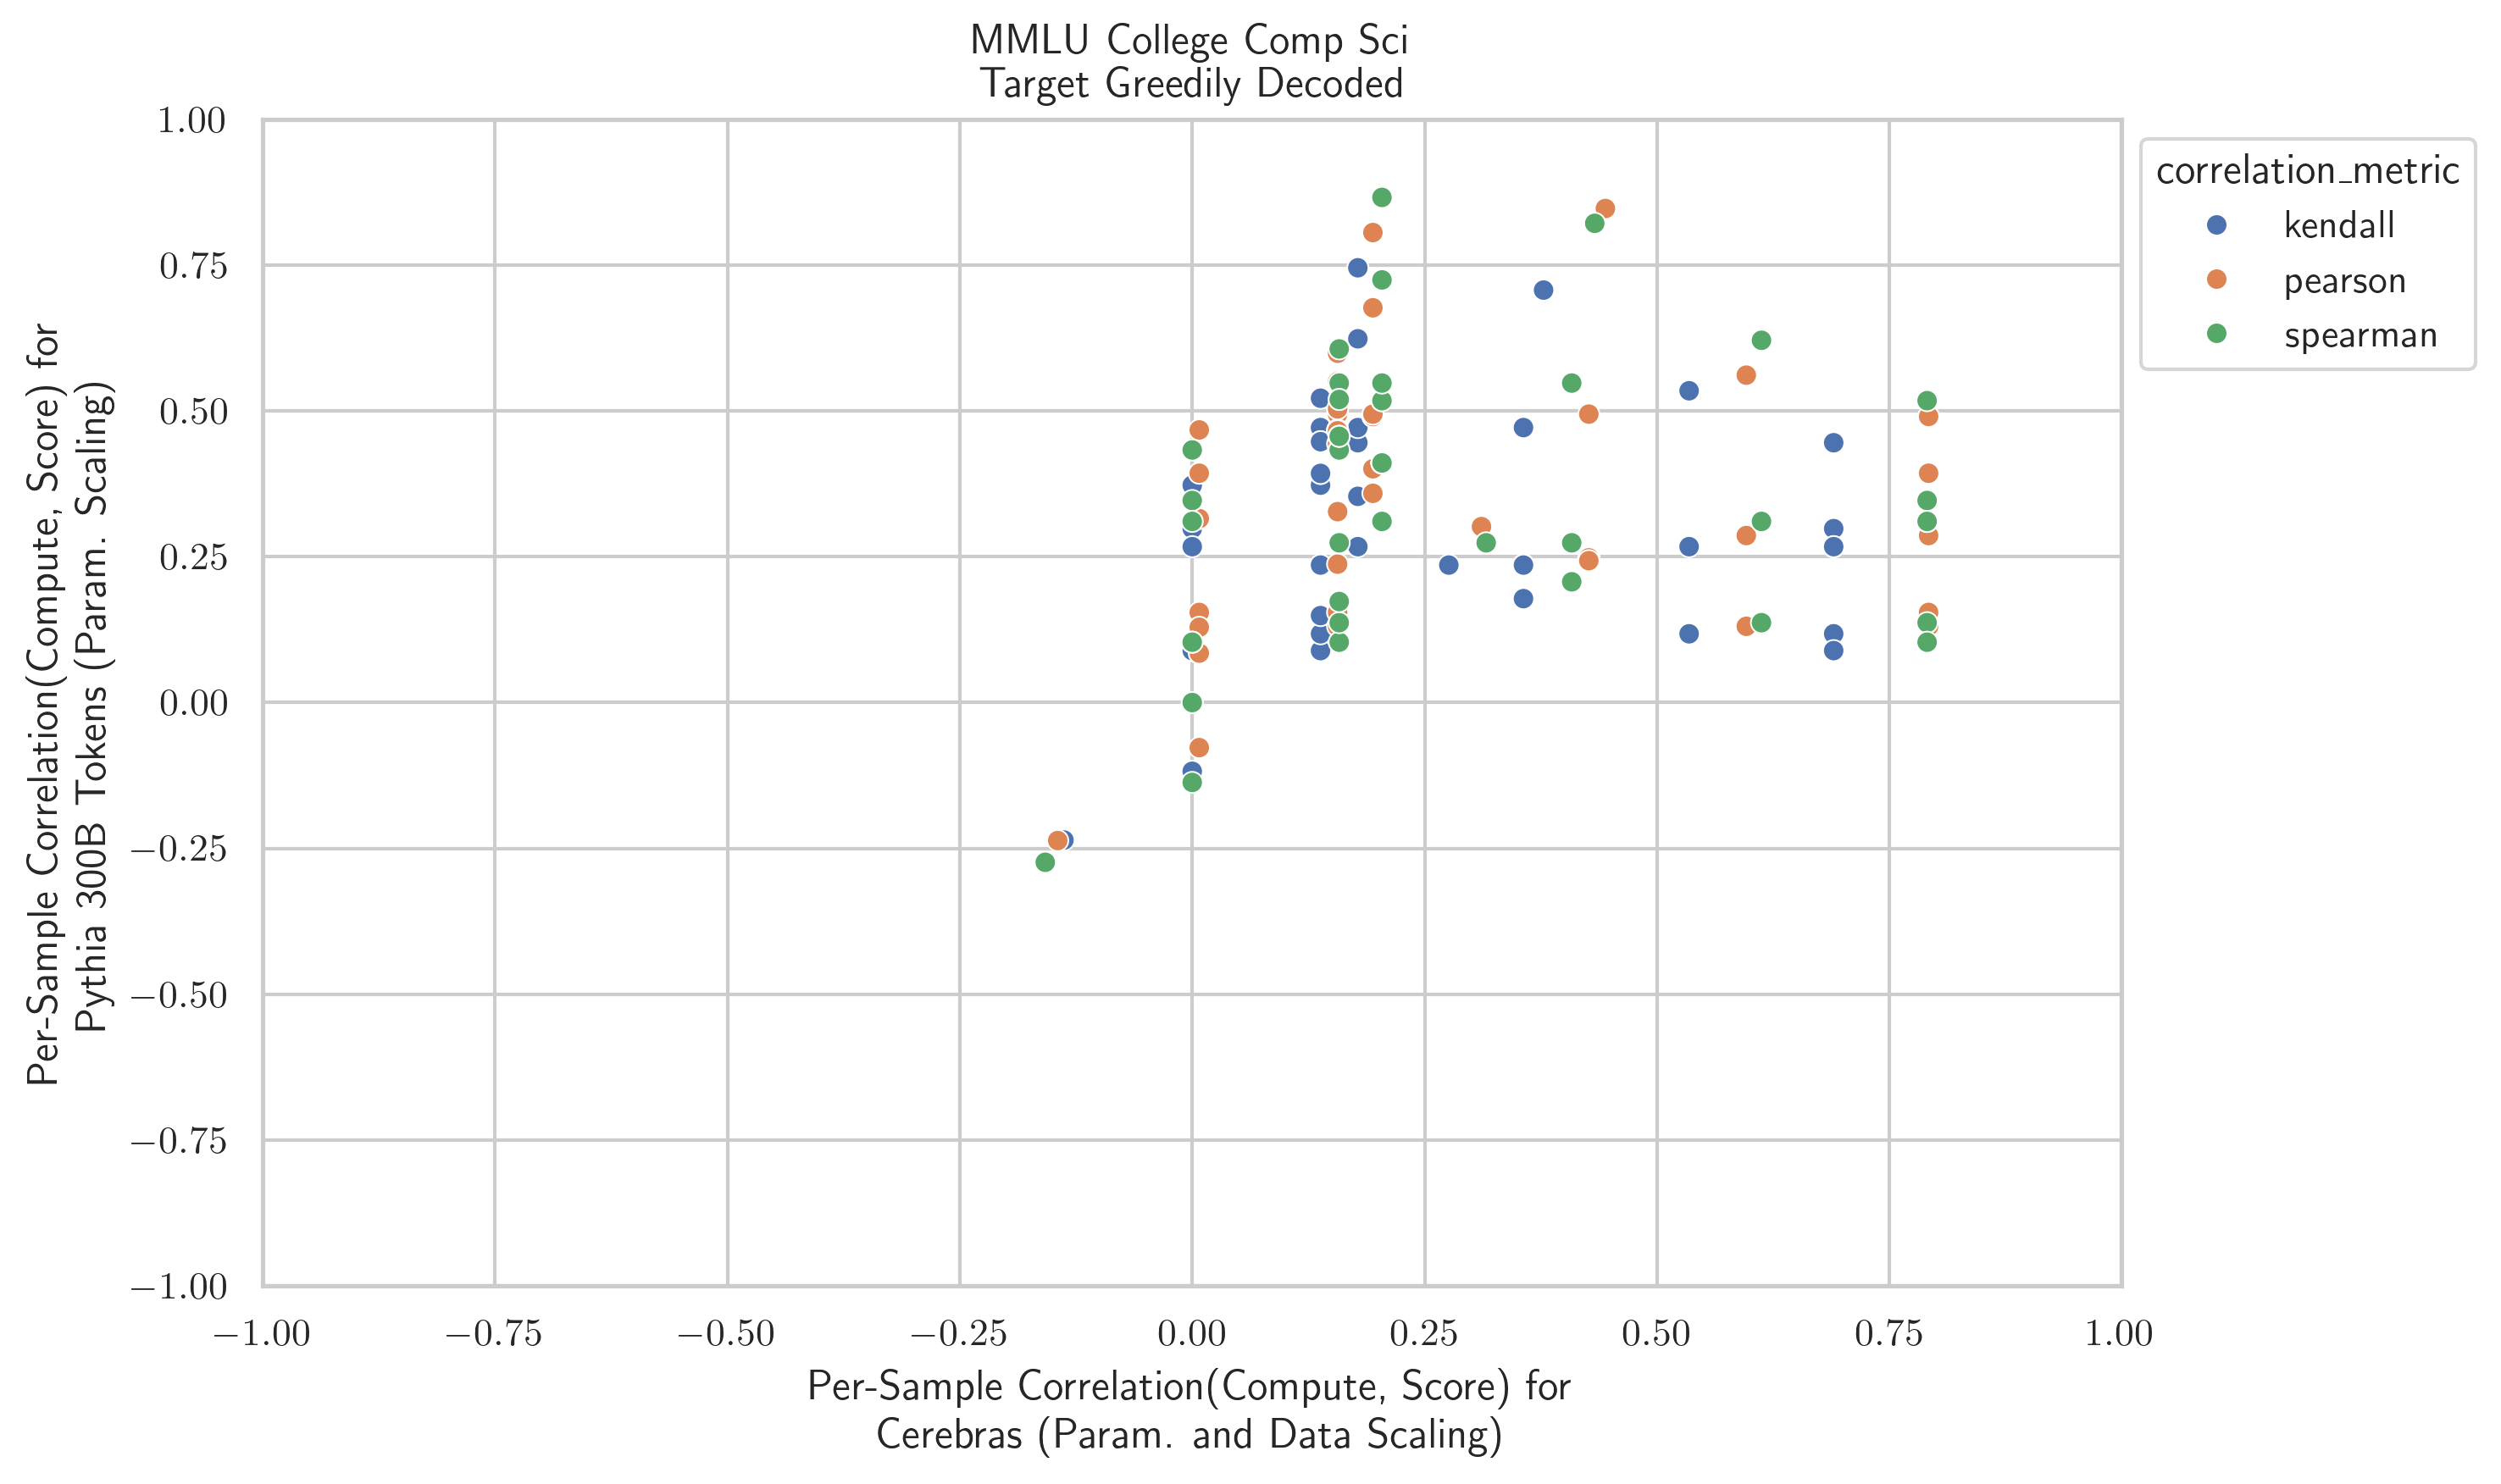 MMLU College Comp Sci
Target Greedily Decoded
Per-Sample Correlation(Compute, Score) for
Pythia 300B Tokens (Param. Scaling)
1.00
0.75
0.50
0.25
0.00
−0.25
−0.50
−0.75
−1.00
−1.00 −0.75 −0.50 −0.25 0.00 0.25 0.50 0.75 1.00
Per-Sample Correlation(Compute, Score) for
Cerebras (Param. and Data Scaling)
correlation_metric
kendall
pearson
spearman